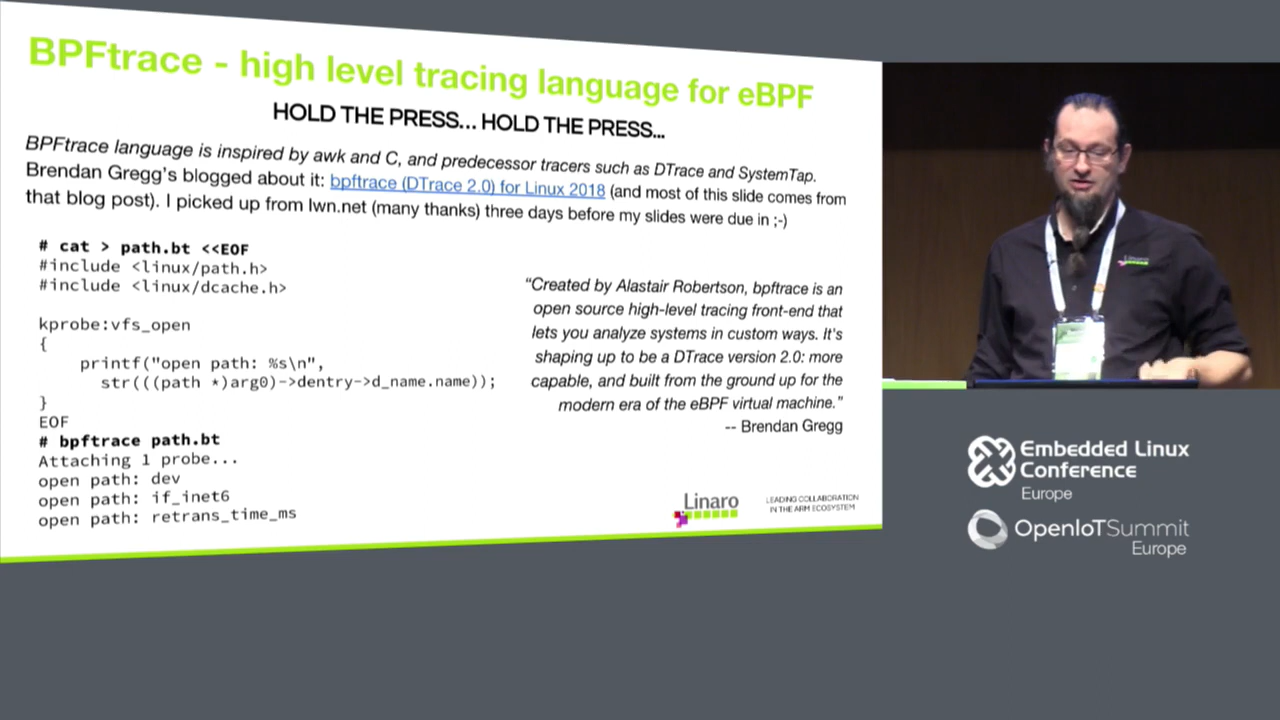 BPFtrace - high level tracing language for eBPF
HOLD THE PRESS... HOLD THE PRESS...
BPFtrace language is inspired by awk and C, and predecessor tracers such as DTrace and SystemTap.
Brendan Gregg's blogged about it: bpftrace (DTrace 2.0) for Linux 2018 (and most of this slide comes from
that blog post). I picked up from lwn.net (many thanks) three days before my slides were due in ;-)
# cat > path.bt <<EOF
#include <linux/path.h>
#include <linux/dcache.h>
kprobe:vfs_open
{
    printf("open path: %s\n",
      str(((path *)arg0)->dentry->d_name.name));
}
EOF
# bpftrace path.bt
Attaching 1 probe...
open path: dev
open path: if_inet6
open path: retrans_time_ms
"Created by Alastair Robertson, bpftrace is an
open source high-level tracing front-end that
lets you analyze systems in custom ways. It's
shaping up to be a DTrace version 2.0: more
capable, and built from the ground up for the
modern era of the eBPF virtual machine."
-- Brendan Gregg
Linaro
LEADING COLLABORATION
IN THE ARM ECOSYSTEM
Linaro
Embedded Linux
Conference
Europe
OpenIoTSummit
Europe